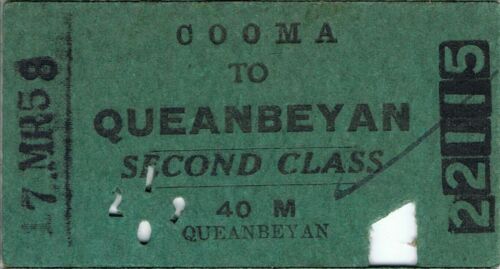 COOMA
TO
QUEANBEYAN
SECOND CLASS
40 M
QUEANBEYAN
17.MR58
22115